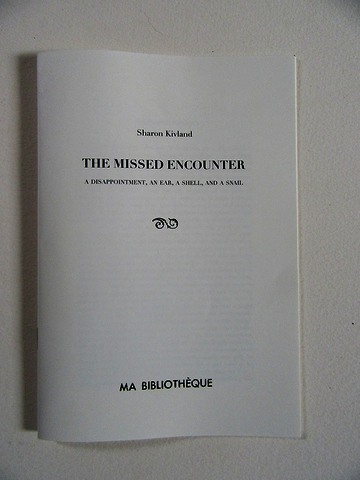 Sharon Kivland
THE MISSED ENCOUNTER
A DISAPPOINTMENT, AN EAR, A SHELL, AND A SNAIL
MA BIBLIOTHÈQUE